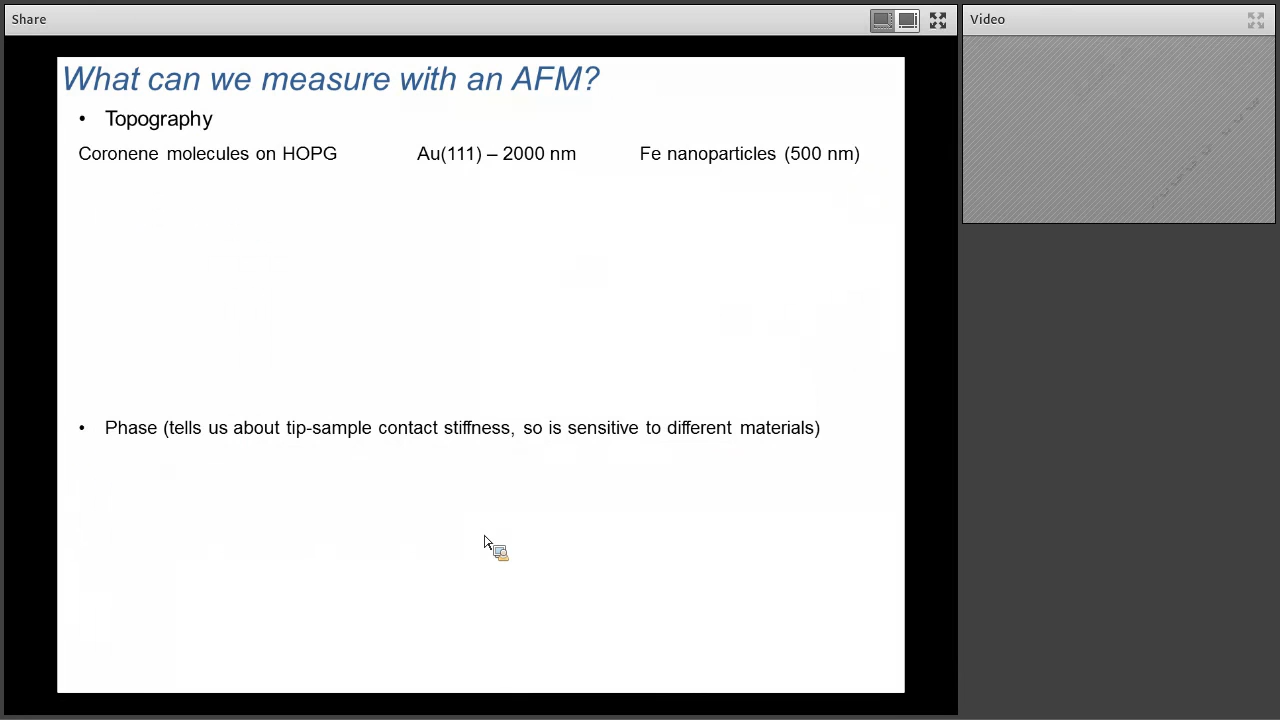 Share
Video
What can we measure with an AFM?
• Topography
Coronene molecules on HOPG Au(111) – 2000 nm Fe nanoparticles (500 nm)
• Phase (tells us about tip-sample contact stiffness, so is sensitive to different materials)